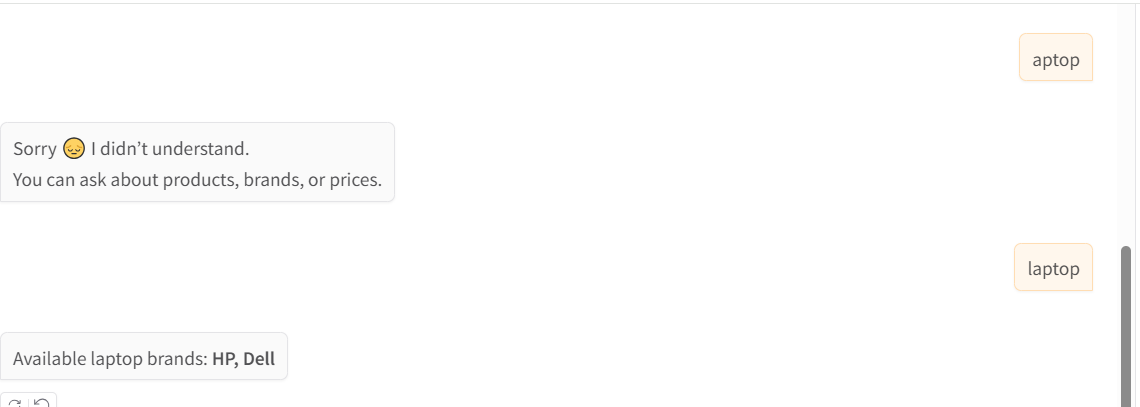 aptop
Sorry 😔 I didn’t understand.
You can ask about products, brands, or prices.
laptop
Available laptop brands: HP, Dell